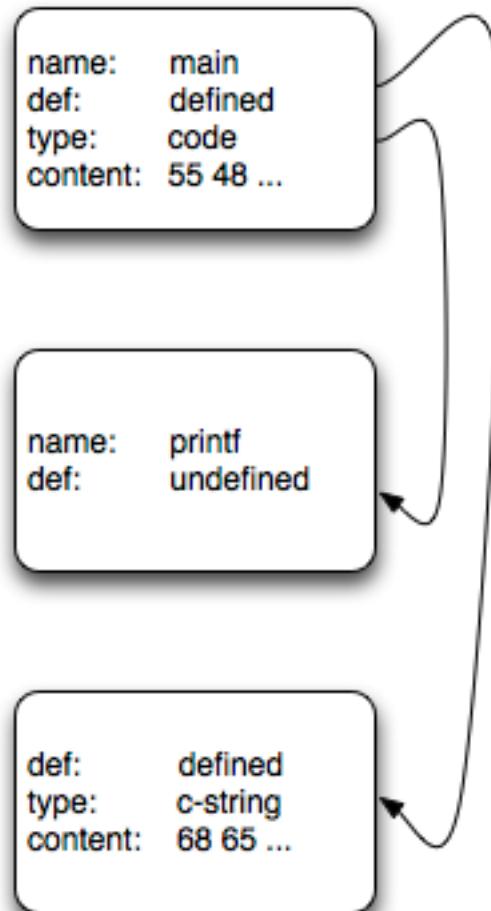 name: main
def: defined
type: code
content: 55 48 ...
name: printf
def: undefined
def: defined
type: c-string
content: 68 65 ...